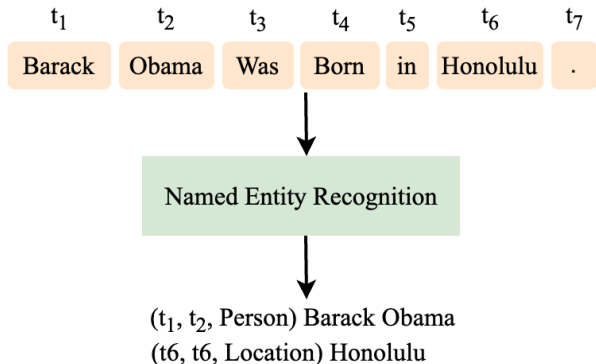 t₁ t₂ t₃ t₄ t₅ t₆ t₇
Barack Obama Was Born in Honolulu .
Named Entity Recognition
(t₁, t₂, Person) Barack Obama
(t6, t6, Location) Honolulu